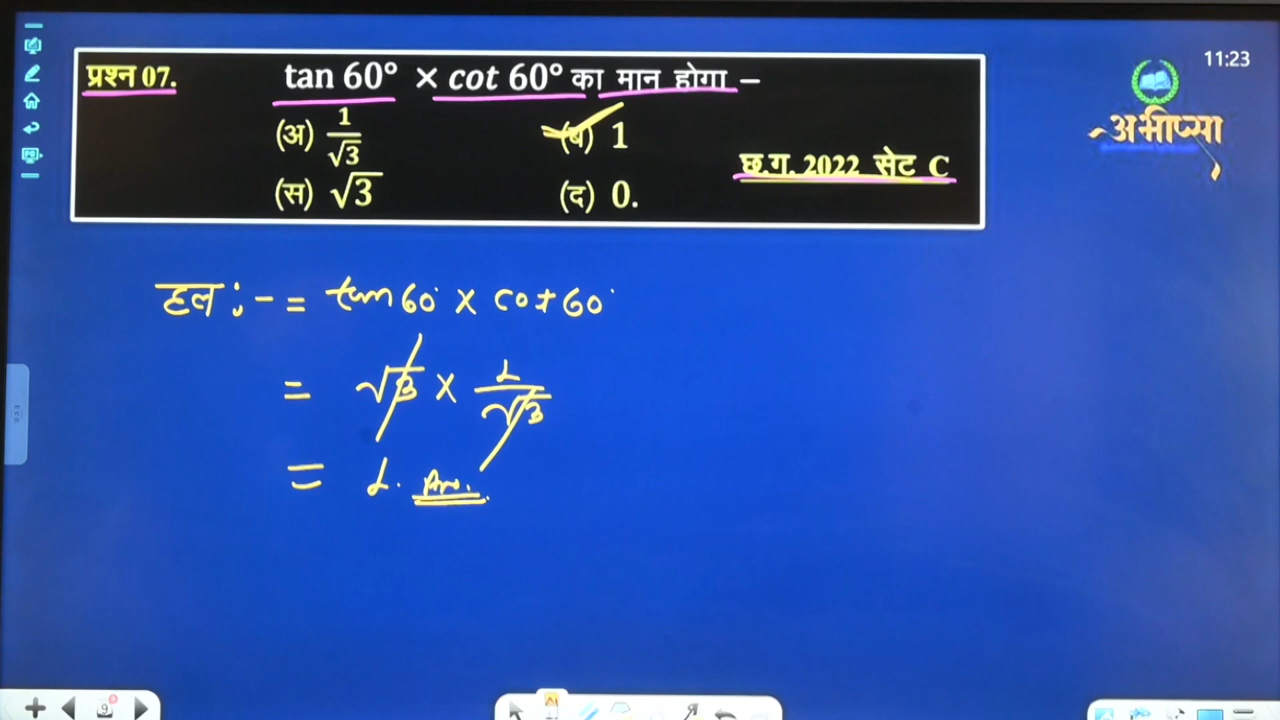 11:23
अभीप्सा
प्रश्न 07. tan 60° × cot 60° का मान होगा –
(अ) 1/√3 (ब) 1
(स) √3 (द) 0.
छ.ग. 2022 सेट C
हल :- = tan 60° × cot 60°
= √3 × 1/√3
= 1. Ans.
9